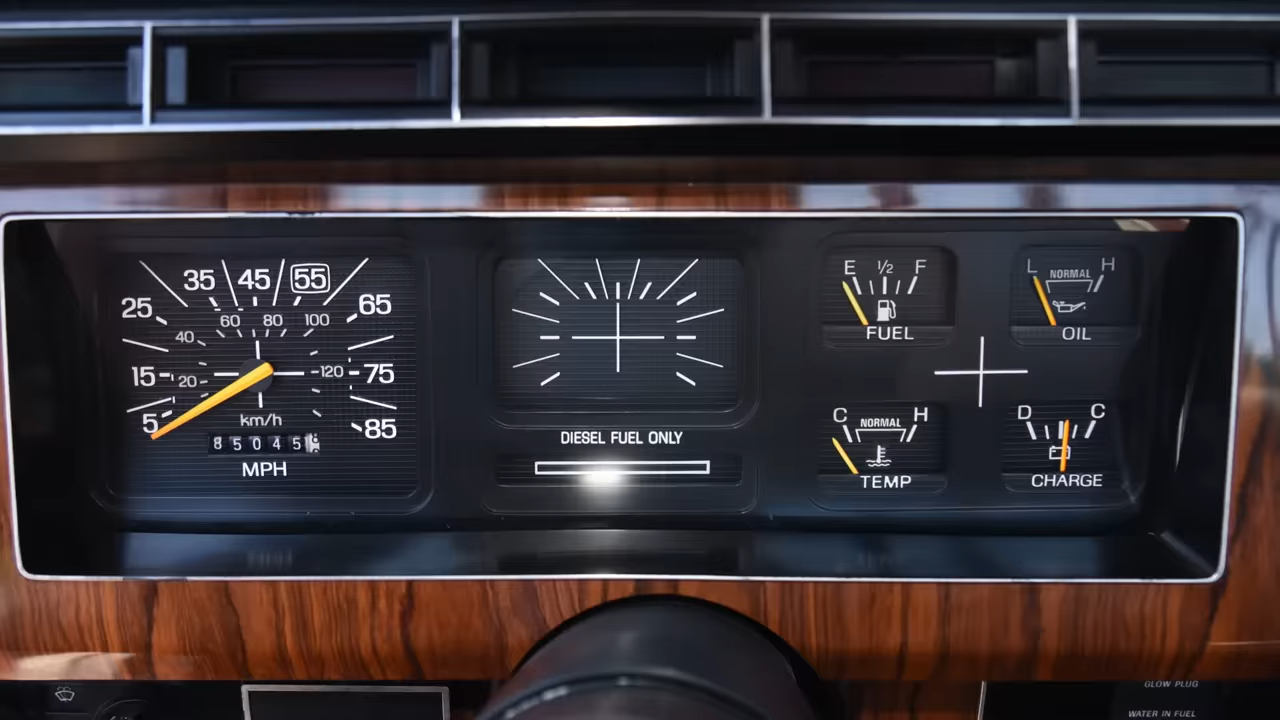 35 45 55
25 65
40 60 80 100
15 20 120 75
5 85
km/h
85045
MPH
DIESEL FUEL ONLY
E 1/2 F
FUEL
L NORMAL H
OIL
C NORMAL H
TEMP
D C
CHARGE
GLOW PLUG
WATER IN FUEL